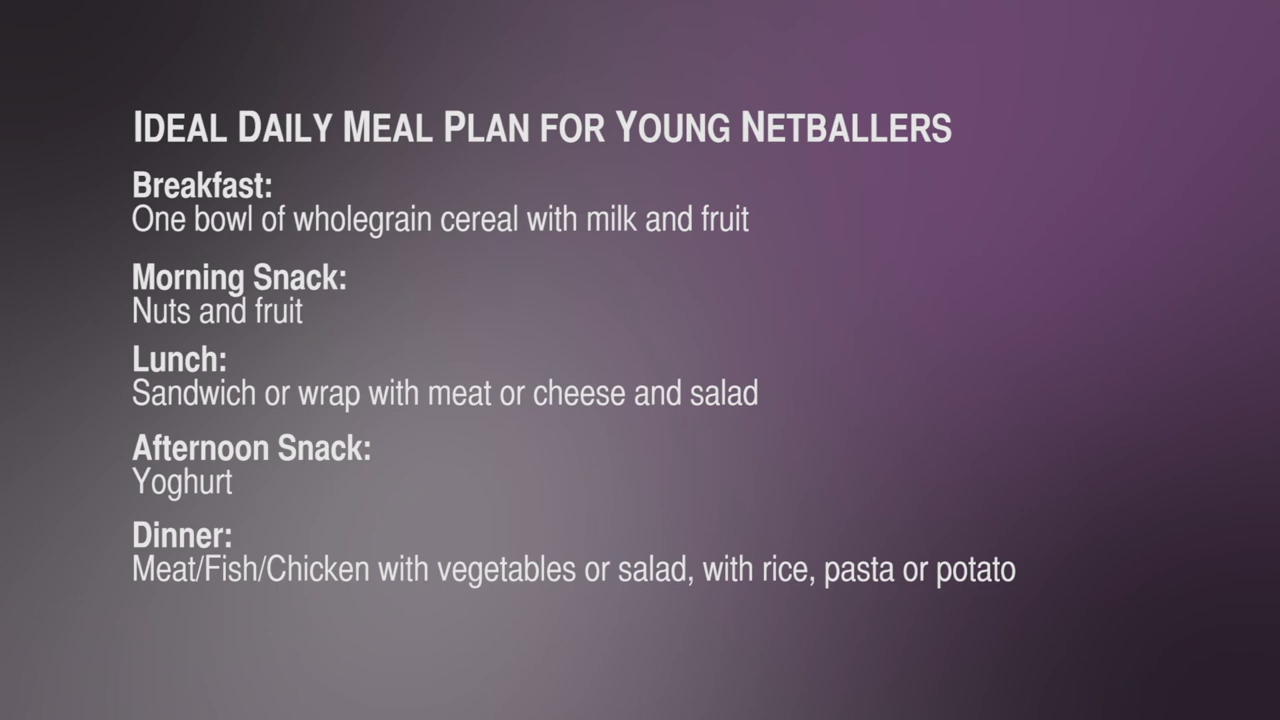 IDEAL DAILY MEAL PLAN FOR YOUNG NETBALLERS
Breakfast:
One bowl of wholegrain cereal with milk and fruit
Morning Snack:
Nuts and fruit
Lunch:
Sandwich or wrap with meat or cheese and salad
Afternoon Snack:
Yoghurt
Dinner:
Meat/Fish/Chicken with vegetables or salad, with rice, pasta or potato